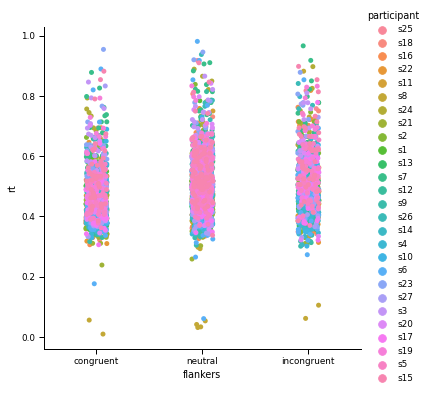 participant
s25
s18
s16
s22
s11
s8
s24
s21
s2
s1
s13
s7
s12
s9
s26
s14
s4
s10
s6
s23
s27
s3
s20
s17
s19
s5
s15
1.0
0.8
0.6
0.4
0.2
0.0
rt
congruent neutral incongruent
flankers